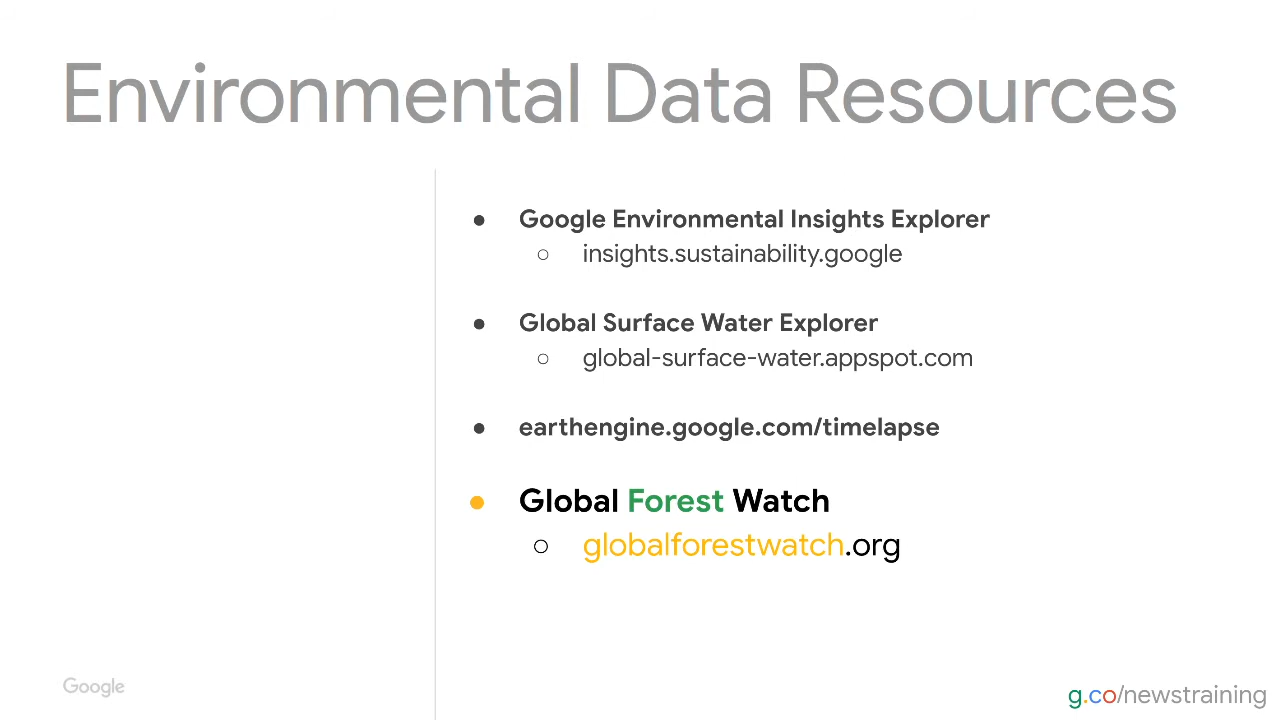 Environmental Data Resources
● Google Environmental Insights Explorer
○ insights.sustainability.google
● Global Surface Water Explorer
○ global-surface-water.appspot.com
● earthengine.google.com/timelapse
● Global Forest Watch
○ globalforestwatch.org
Google
g.co/newstraining